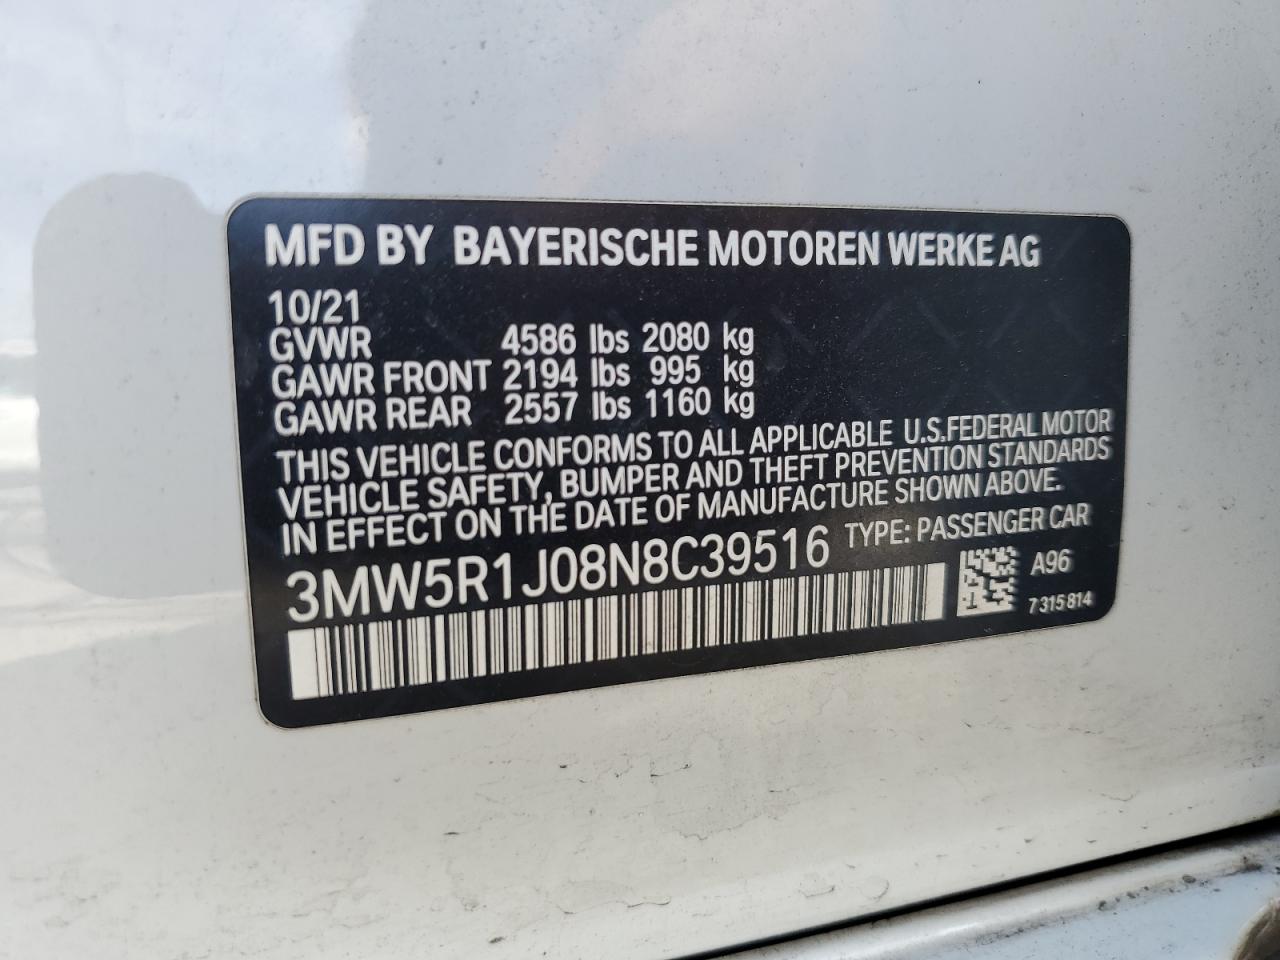 MFD BY BAYERISCHE MOTOREN WERKE AG
10/21
GVWR 4586 lbs 2080 kg
GAWR FRONT 2194 lbs 995 kg
GAWR REAR 2557 lbs 1160 kg
THIS VEHICLE CONFORMS TO ALL APPLICABLE U.S.FEDERAL MOTOR
VEHICLE SAFETY, BUMPER AND THEFT PREVENTION STANDARDS
IN EFFECT ON THE DATE OF MANUFACTURE SHOWN ABOVE.
3MW5R1J08N8C39516 TYPE: PASSENGER CAR
A96
7315814